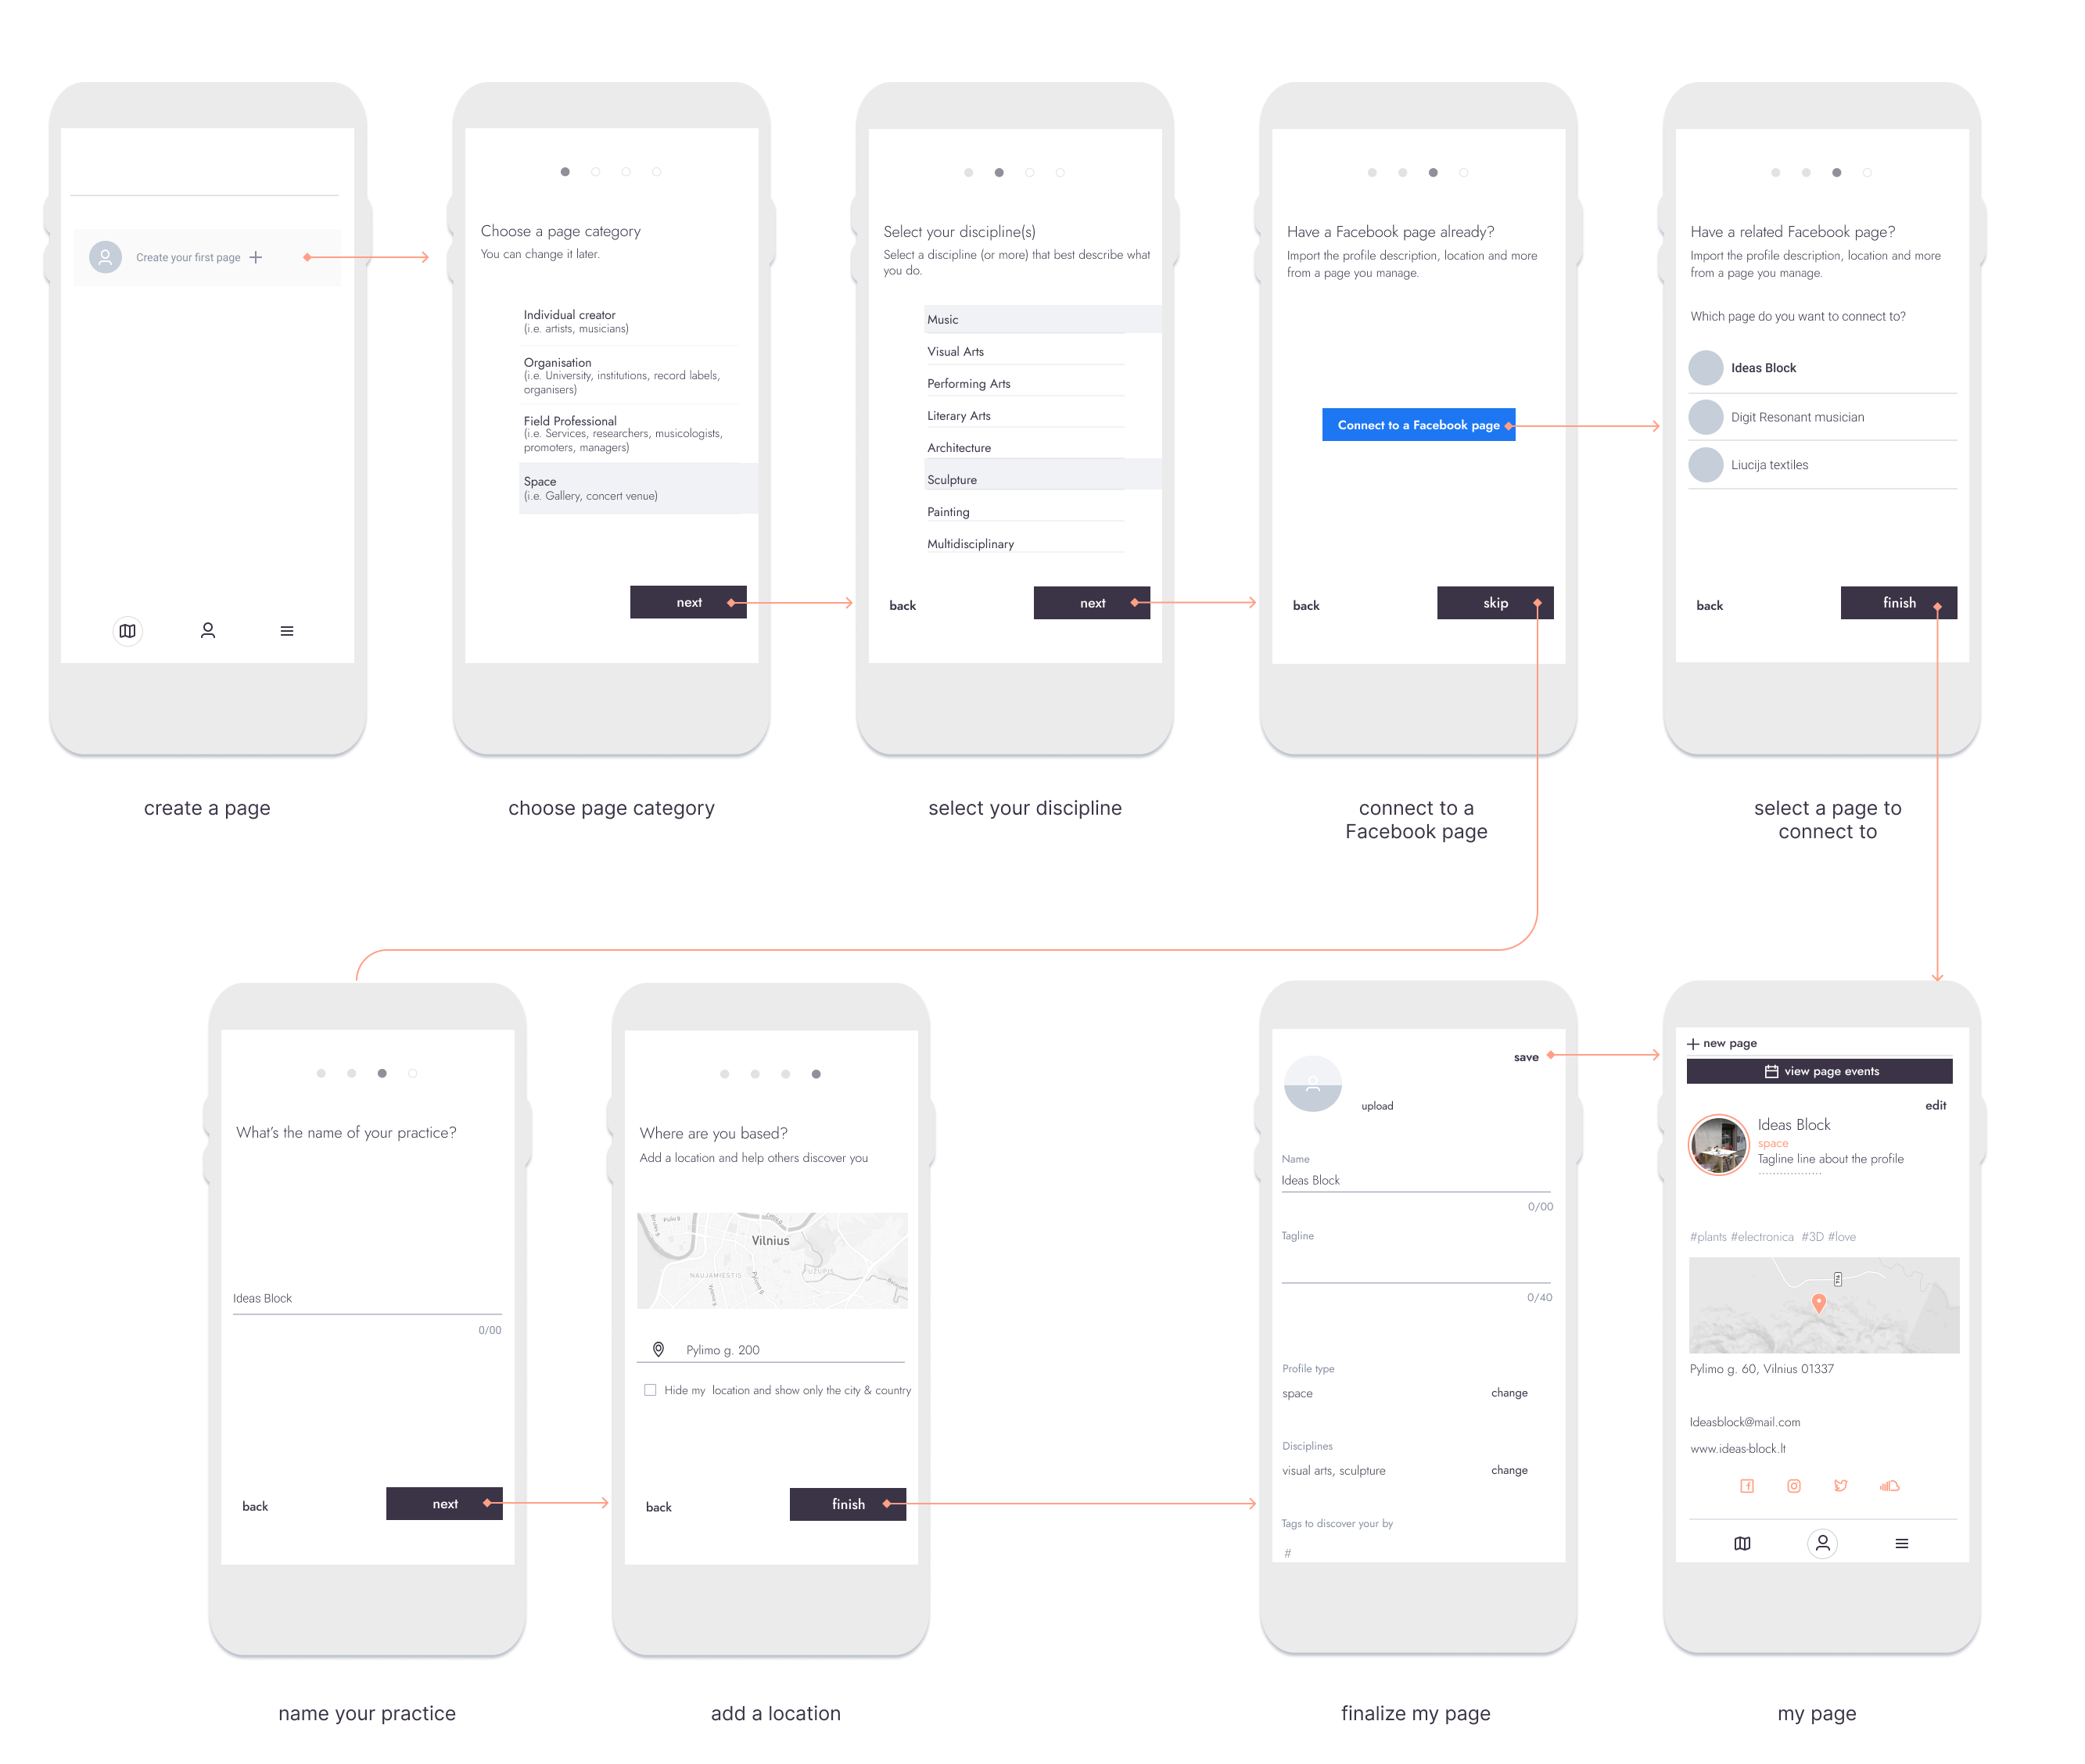 Create your first page
create a page
Choose a page category
You can change it later.
Individual creator
(i.e. artists, musicians)
Organisation
(i.e. University, institutions, record labels,
organisers)
Field Professional
(i.e. Services, researchers, musicologists,
promoters, managers)
Space
(i.e. Gallery, concert venue)
next
choose page category
Select your discipline(s)
Select a discipline (or more) that best describe what
you do.
Music
Visual Arts
Performing Arts
Literary Arts
Architecture
Sculpture
Painting
Multidisciplinary
back
next
select your discipline
Have a Facebook page already?
Import the profile description, location and more
from a page you manage.
Connect to a Facebook page
back
skip
connect to a
Facebook page
Have a related Facebook page?
Import the profile description, location and more
from a page you manage.
Which page do you want to connect to?
Ideas Block
Digit Resonant musician
Liucija textiles
back
finish
select a page to
connect to
What's the name of your practice?
Ideas Block
0/00
back
next
name your practice
Where are you based?
Add a location and help others discover you
Vilnius
NAUJAMIESTIS
Pylimo g.
UZUPIS
Pylimo g. 200
Hide my  location and show only the city & country
back
finish
add a location
save
upload
Name
Ideas Block
0/00
Tagline
0/40
Profile type
space
change
Disciplines
visual arts, sculpture
change
Tags to discover your by
#
finalize my page
new page
view page events
edit
Ideas Block
space
Tagline line about the profile
#plants #electronica  #3D #love
Pylimo g. 60, Vilnius 01337
Ideasblock@mail.com
www.ideas-block.lt
my page